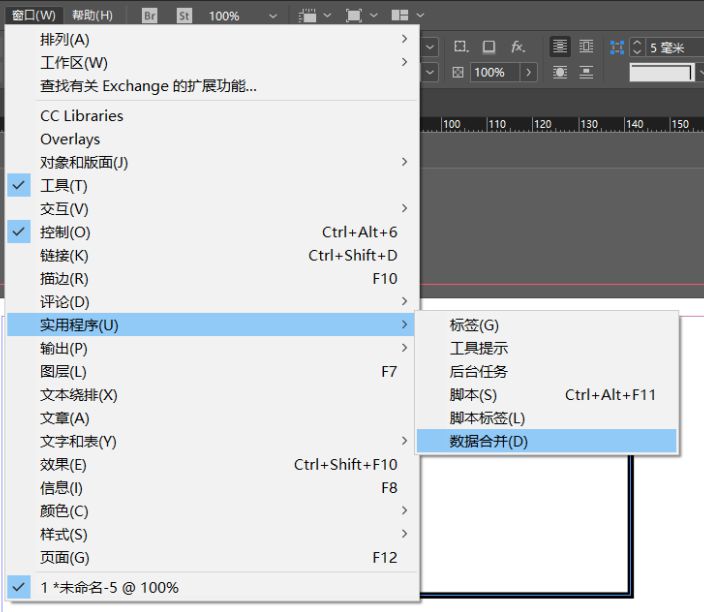 窗口(W) 帮助(H) Br St 100%
5 毫米
100%
100 110 120 130 140 150
排列(A)
工作区(W)
查找有关 Exchange 的扩展功能...
CC Libraries
Overlays
对象和版面(J)
工具(T)
交互(V)
控制(O) Ctrl+Alt+6
链接(K) Ctrl+Shift+D
描边(R) F10
评论(D)
实用程序(U)
输出(P)
图层(L) F7
文本绕排(X)
文章(A)
文字和表(Y)
效果(E) Ctrl+Shift+F10
信息(I) F8
颜色(C)
样式(S)
页面(G) F12
1 *未命名-5 @ 100%
标签(G)
工具提示
后台任务
脚本(S) Ctrl+Alt+F11
脚本标签(L)
数据合并(D)